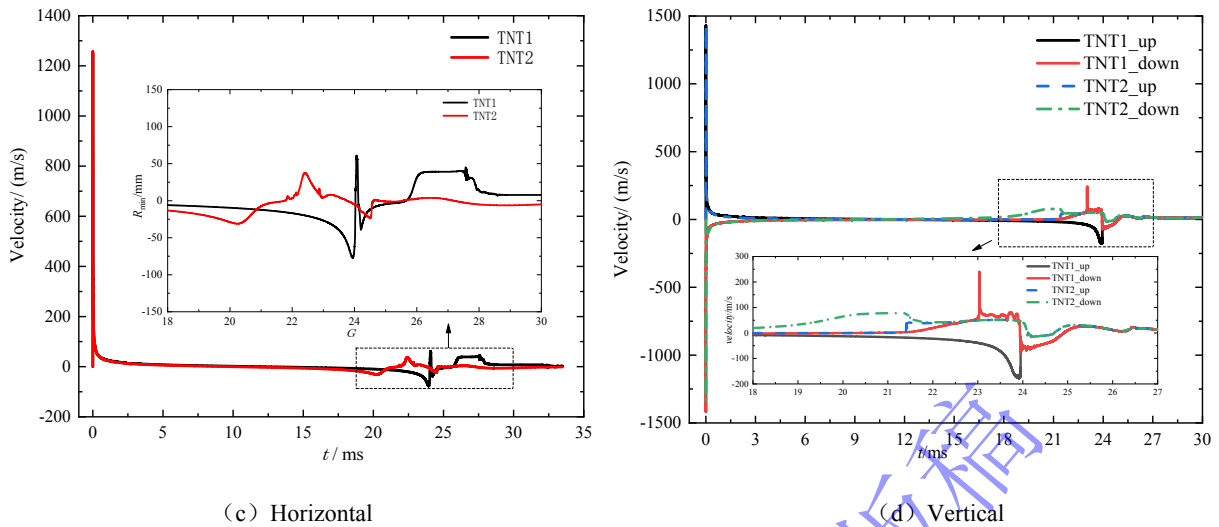 1400
1200
1000
800
600
400
200
0
-200
Velocity/ (m/s)
0 5 10 15 20 25 30 35
t / ms
TNT1
TNT2
150
100
50
0
-50
-100
-150
Rmin/mm
18 20 22 24 26 28 30
G
TNT1
TNT2
(c) Horizontal
1500
1000
500
0
-500
-1000
-1500
Velocity/ (m/s)
0 3 6 9 12 15 18 21 24 27 30
t/ms
TNT1_up
TNT1_down
TNT2_up
TNT2_down
300
200
100
0
-100
-200
velocity/m/s
18 19 20 21 22 23 24 25 26 27
TNT1_up
TNT1_down
TNT2_up
TNT2_down
(d) Vertical
稿